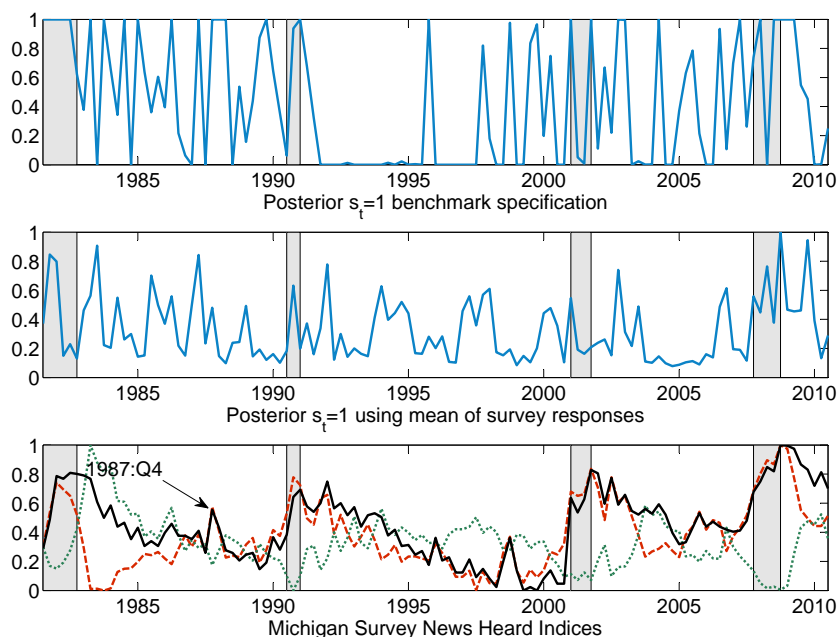 1
0.8
0.6
0.4
0.2
0
1985 1990 1995 2000 2005 2010
Posterior s_t=1 benchmark specification
1
0.8
0.6
0.4
0.2
0
1985 1990 1995 2000 2005 2010
Posterior s_t=1 using mean of survey responses
1
0.8
0.6
0.4
0.2
0
1987:Q4
1985 1990 1995 2000 2005 2010
Michigan Survey News Heard Indices